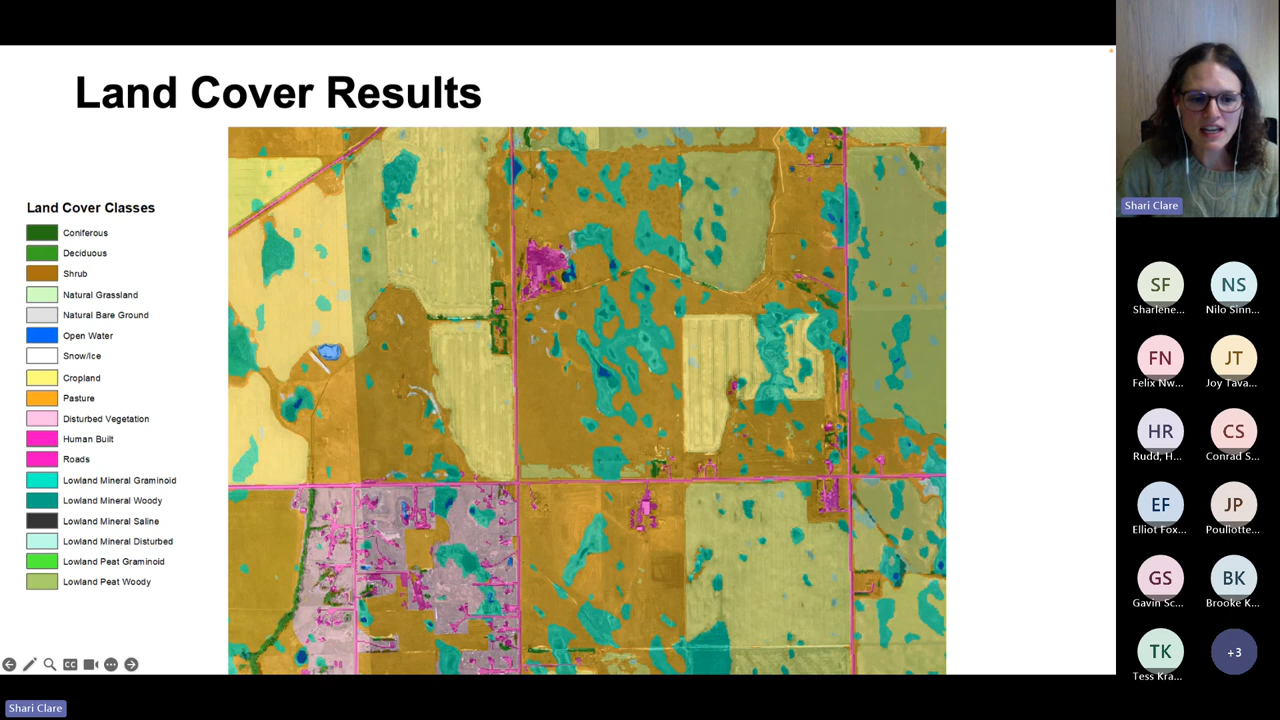 Land Cover Results
Land Cover Classes
Coniferous
Deciduous
Shrub
Natural Grassland
Natural Bare Ground
Open Water
Snow/Ice
Cropland
Pasture
Disturbed Vegetation
Human Built
Roads
Lowland Mineral Graminoid
Lowland Mineral Woody
Lowland Mineral Saline
Lowland Mineral Disturbed
Lowland Peat Graminoid
Lowland Peat Woody
CC
Shari Clare
Shari Clare
SF
Sharlene...
NS
Nilo Sinn...
FN
Felix Nw...
JT
Joy Tava...
HR
Rudd, H...
CS
Conrad S...
EF
Elliot Fox...
JP
Pouliotte...
GS
Gavin Sc...
BK
Brooke K...
TK
Tess Kra...
+3